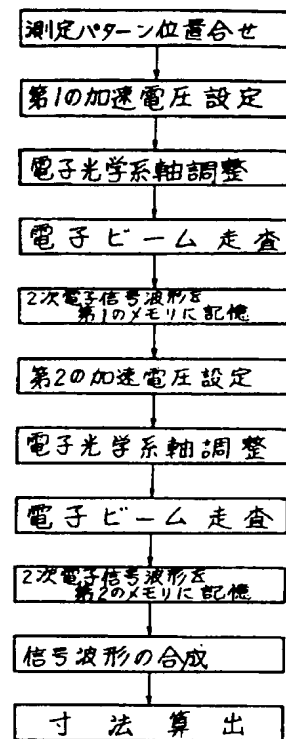 測定パターン位置合せ
第1の加速電圧設定
電子光学系軸調整
電子ビーム走査
2次電子信号波形を
第1のメモリに記憶
第2の加速電圧設定
電子光学系軸調整
電子ビーム走査
2次電子信号波形を
第2のメモリに記憶
信号波形の合成
寸法算出